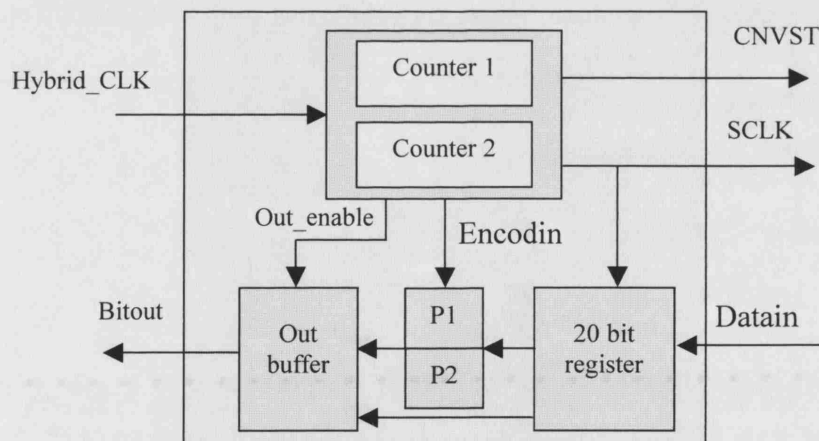 CNVST
Counter 1
Hybrid_CLK
SCLK
Counter 2
Out_enable
Encodin
Bitout
Out
buffer
P1
P2
20 bit
register
Datain